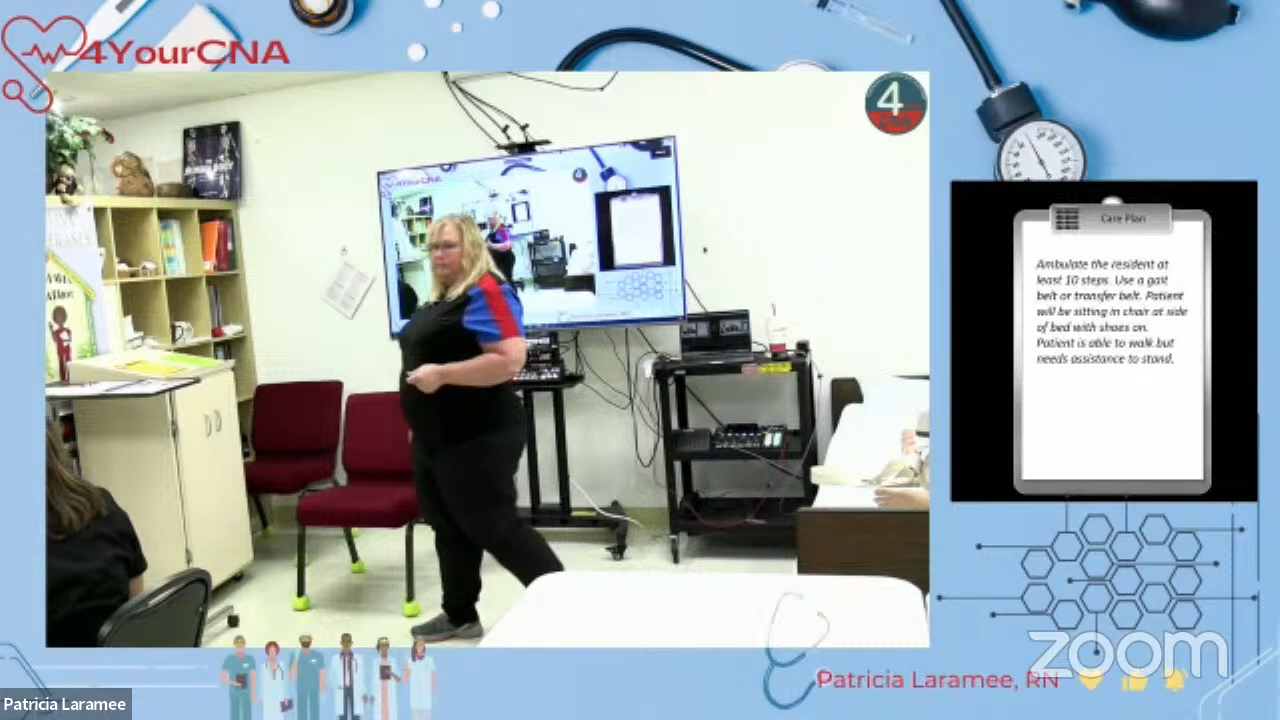 4YourCNA
4
Care Plan
Ambulate the resident at
least 10 steps. Use a gait
belt or transfer belt. Patient
will be sitting in chair at side
of bed with shoes on.
Patient is able to walk but
needs assistance to stand.
zoom
Patricia Laramee, RN
Patricia Laramee